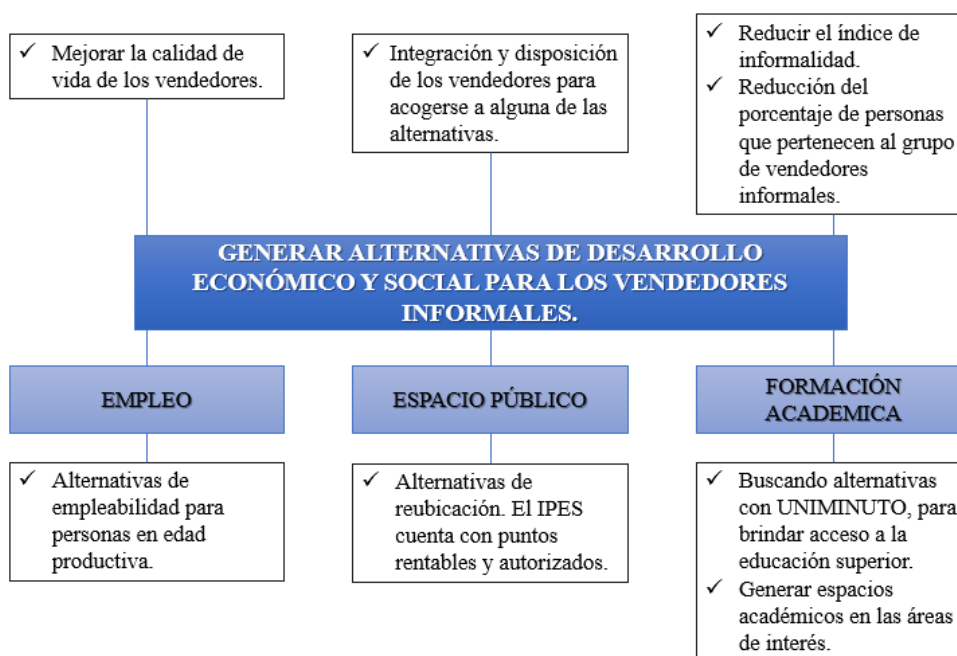 ✓ Mejorar la calidad de
vida de los vendedores.
✓ Integración y disposición
de los vendedores para
acogerse a alguna de las
alternativas.
✓ Reducir el índice de
informalidad.
✓ Reducción del
porcentaje de personas
que pertenecen al grupo
de vendedores
informales.
GENERAR ALTERNATIVAS DE DESARROLLO
ECONÓMICO Y SOCIAL PARA LOS VENDEDORES
INFORMALES.
EMPLEO
ESPACIO PÚBLICO
FORMACIÓN
ACADEMICA
✓ Alternativas de
empleabilidad para
personas en edad
productiva.
✓ Alternativas de
reubicación. El IPES
cuenta con puntos
rentables y autorizados.
✓ Buscando alternativas
con UNIMINUTO, para
brindar acceso a la
educación superior.
✓ Generar espacios
académicos en las áreas
de interés.